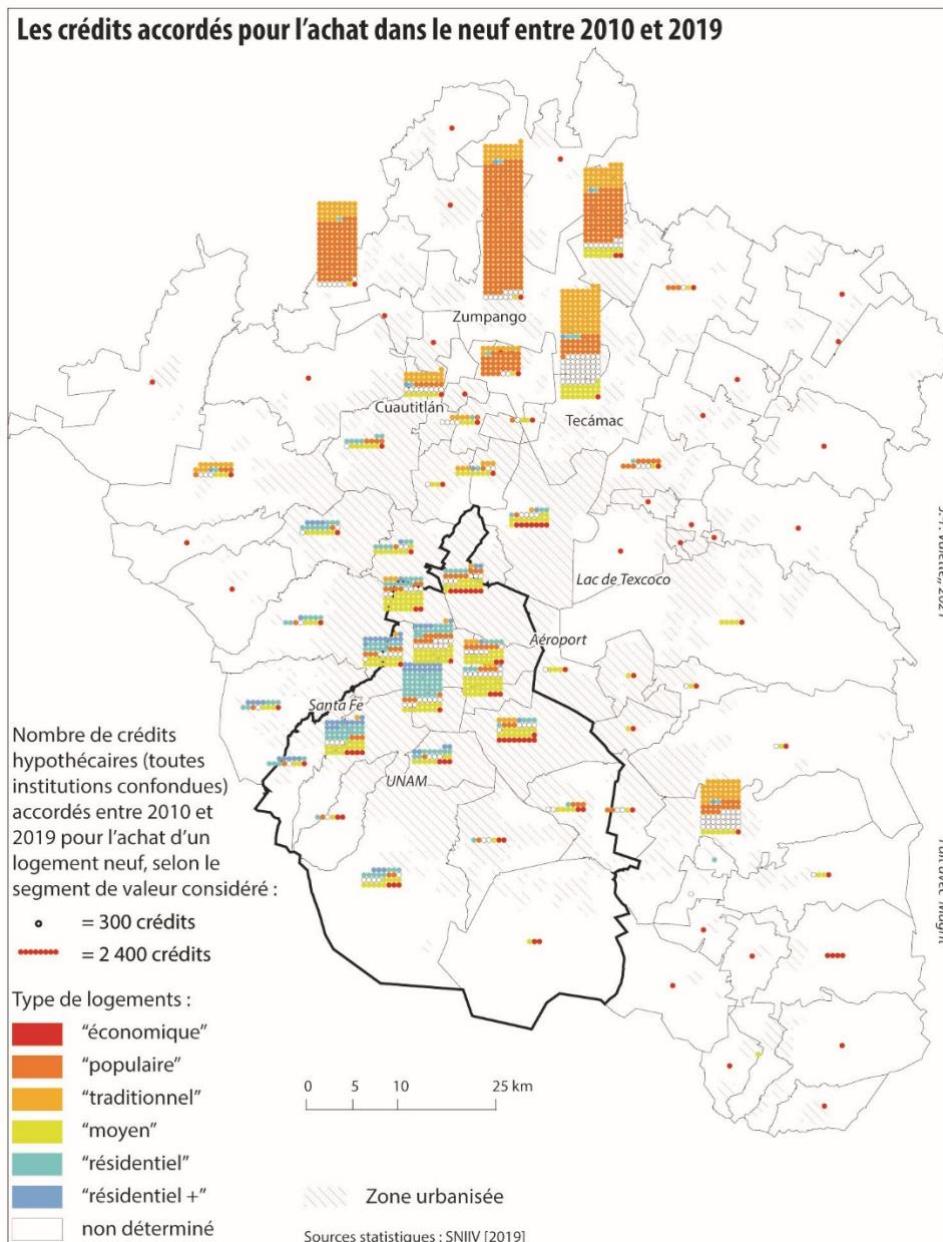 Les crédits accordés pour l'achat dans le neuf entre 2010 et 2019
Zumpango
Cuautitlán
Tecámac
Lac de Texcoco
Aéroport
Santa Fé
UNAM
Nombre de crédits
hypothécaires (toutes
institutions confondues)
accordés entre 2010 et
2019 pour l'achat d'un
logement neuf, selon le
segment de valeur considéré :
= 300 crédits
= 2 400 crédits
Type de logements :
"économique"
"populaire"
"traditionnel"
"moyen"
"résidentiel"
"résidentiel +"
non déterminé
0 5 10 25 km
Zone urbanisée
Sources statistiques : SNIIV [2019]